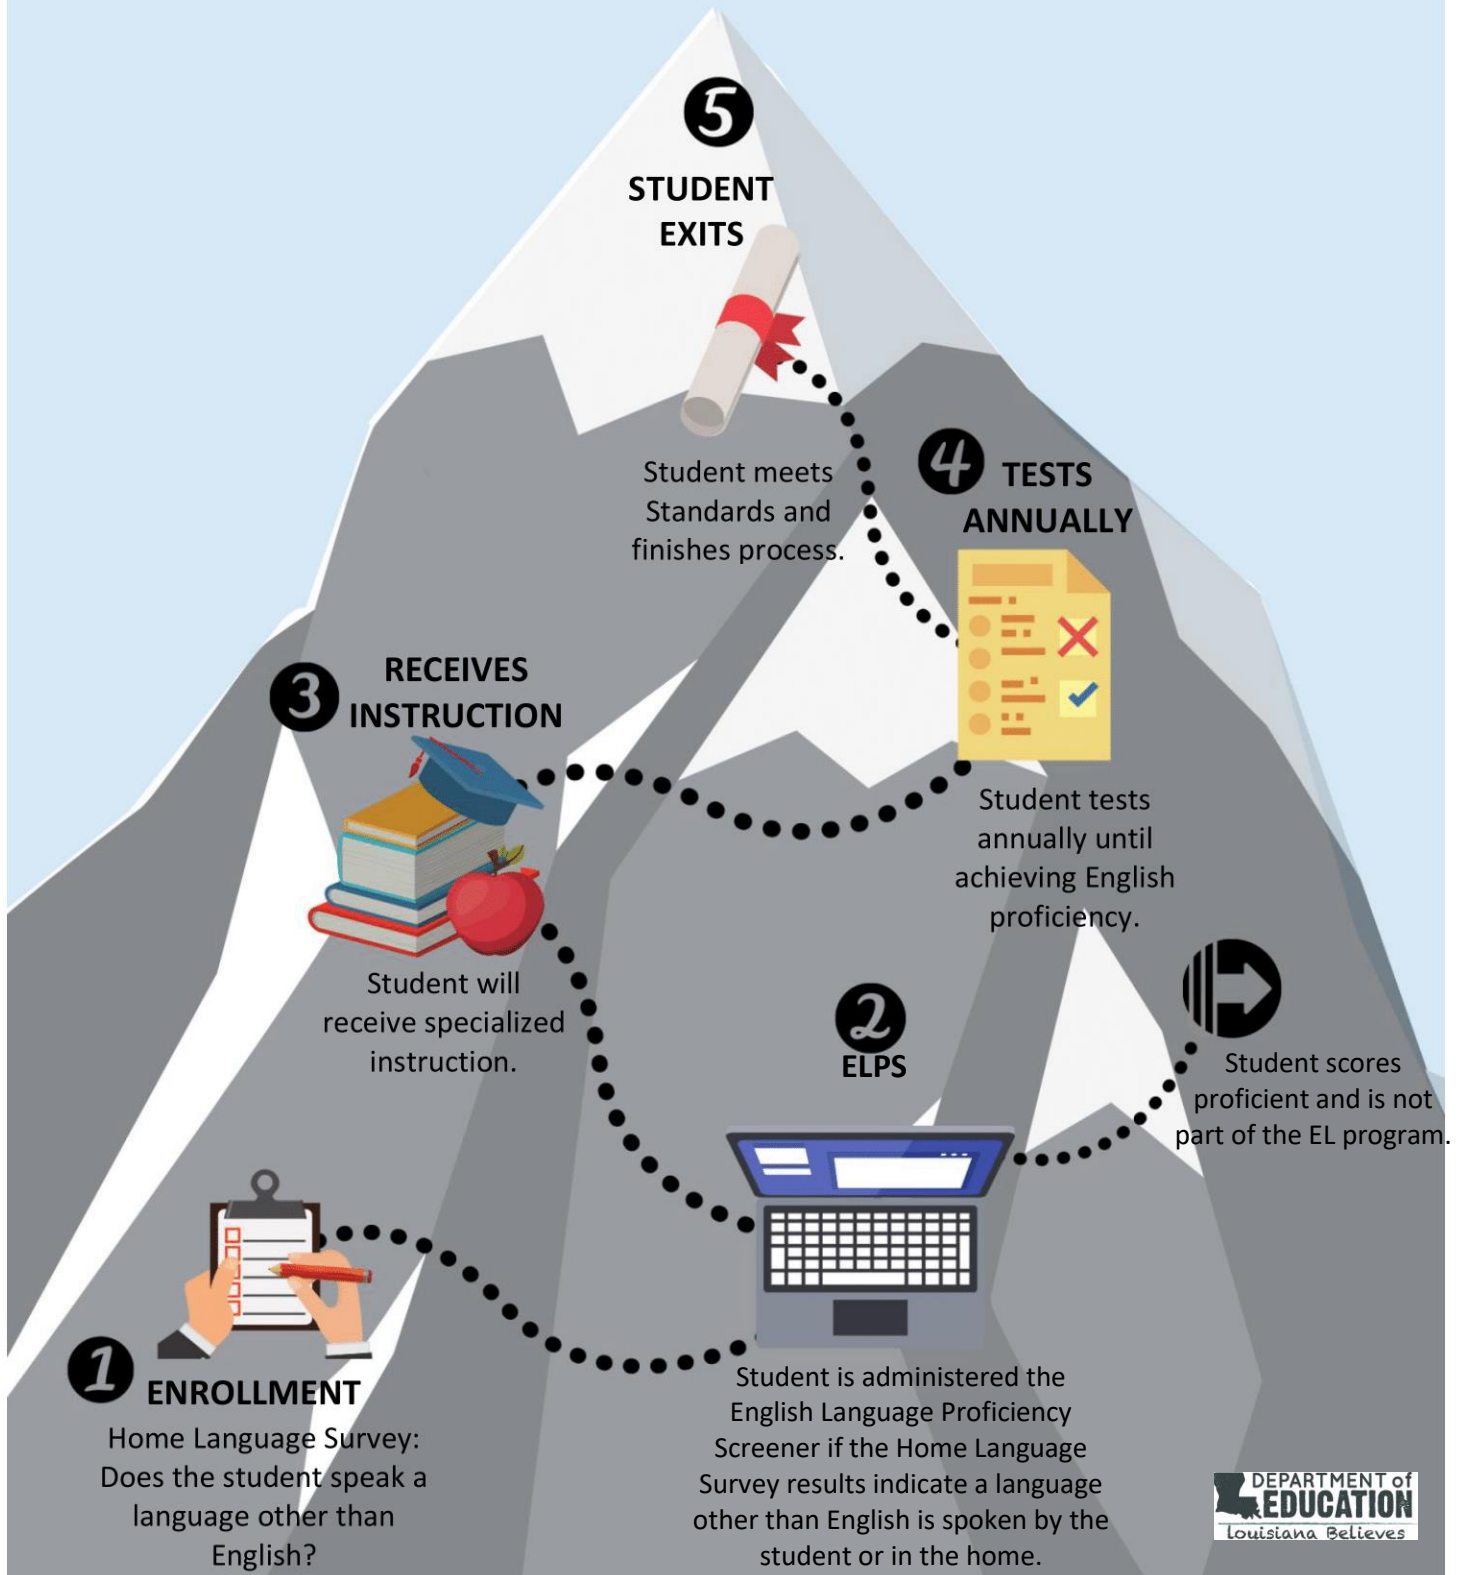 5
STUDENT
EXITS
Student meets
Standards and
finishes process.
4
TESTS
ANNUALLY
Student tests
annually until
achieving English
proficiency.
3
RECEIVES
INSTRUCTION
Student will
receive specialized
instruction.
2
ELPS
Student is administered the
English Language Proficiency
Screener if the Home Language
Survey results indicate a language
other than English is spoken by the
student or in the home.
Student scores
proficient and is not
part of the EL program.
1
ENROLLMENT
Home Language Survey:
Does the student speak a
language other than
English?
DEPARTMENT of
EDUCATION
Louisiana Believes